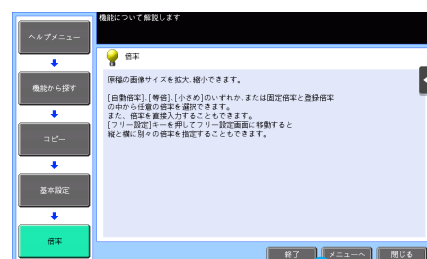 機能について解説します
ヘルプメニュー
機能から探す
コピー
基本設定
倍率
倍率
原稿の画像サイズを拡大､縮小できます。
[自動倍率]､[等倍]､[小さめ]のいずれか､または固定倍率と登録倍率
の中から任意の倍率を選択できます。
また、倍率を直接入力することもできます。
[フリー設定]キーを押してフリー設定画面に移動すると
縦と横に別々の倍率を指定することもできます。
終了
メニューへ
閉じる